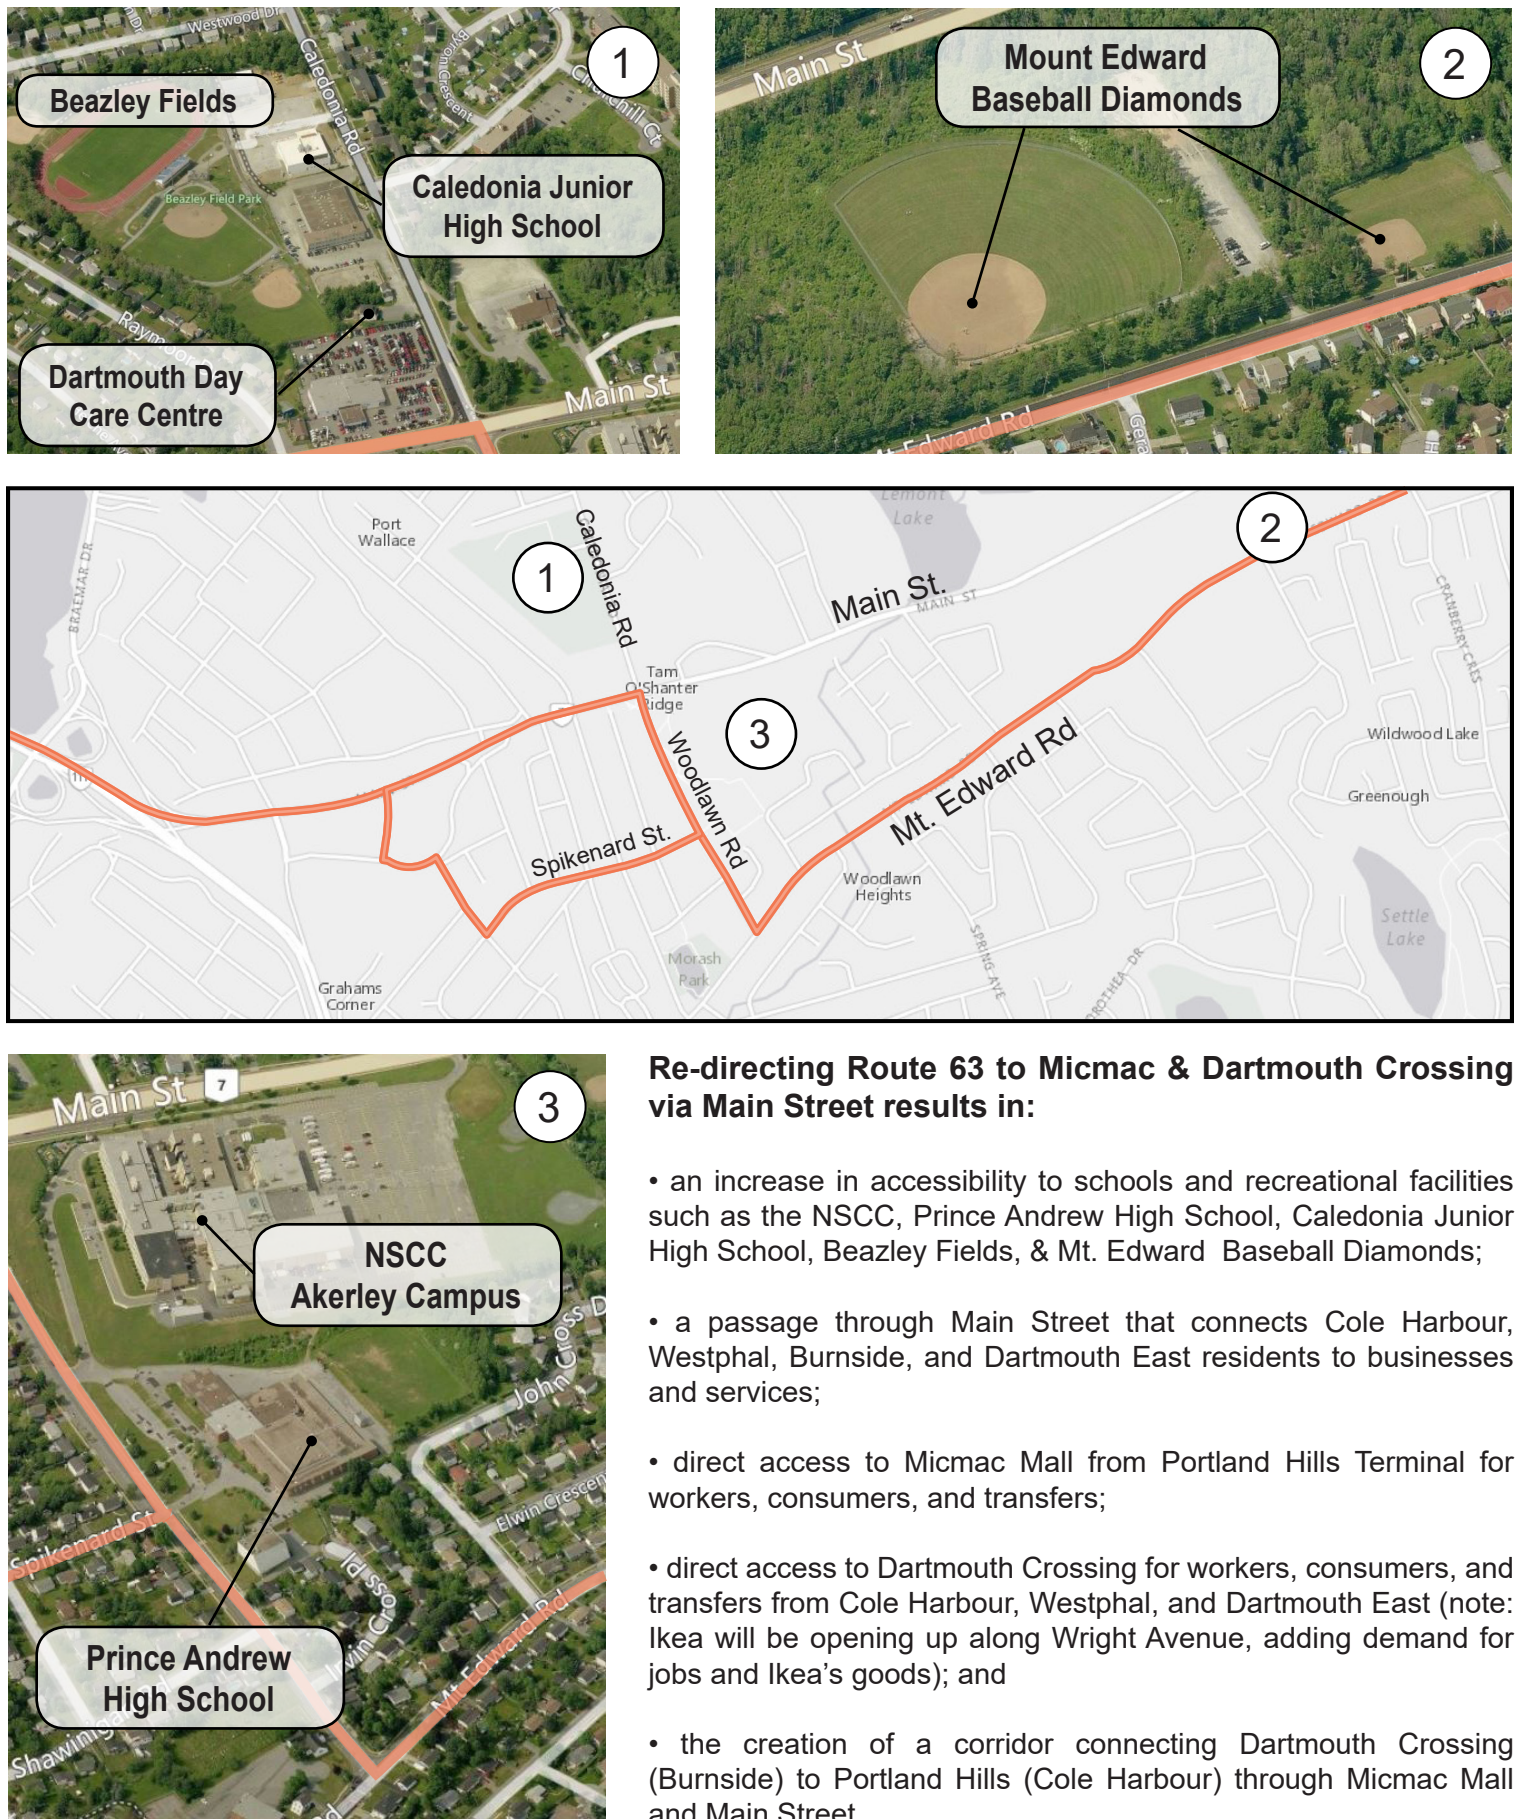 Westwood Dr
Caledonia Rd
Byron Crescent
Churchill Ct
1
Beazley Fields
Caledonia Junior
High School
Beazley Field Park
Dartmouth Day
Care Centre
Main St
Main St
Mount Edward
Baseball Diamonds
2
Mt Edward Rd
Gera
Port
Wallace
BRAEMAR DR
1
Caledonia Rd
Lemont
Lake
2
Main St.
MAIN ST
CRANBERRY CRES
Tam
O'Shanter
Ridge
3
Woodlawn Rd
Mt. Edward Rd
Wildwood Lake
Greenough
Spikenard St.
Woodlawn
Heights
SPRING AVE
Settle
Lake
Morash
Park
Grahams
Corner
Main St
7
3
NSCC
Akerley Campus
John Cross D
Elwin Crescen
Spikenard St
Mt Edward Rd
Prince Andrew
High School
Re-directing Route 63 to Micmac & Dartmouth Crossing
via Main Street results in:
• an increase in accessibility to schools and recreational facilities
such as the NSCC, Prince Andrew High School, Caledonia Junior
High School, Beazley Fields, & Mt. Edward Baseball Diamonds;
• a passage through Main Street that connects Cole Harbour,
Westphal, Burnside, and Dartmouth East residents to businesses
and services;
• direct access to Micmac Mall from Portland Hills Terminal for
workers, consumers, and transfers;
• direct access to Dartmouth Crossing for workers, consumers, and
transfers from Cole Harbour, Westphal, and Dartmouth East (note:
Ikea will be opening up along Wright Avenue, adding demand for
jobs and Ikea's goods); and
• the creation of a corridor connecting Dartmouth Crossing
(Burnside) to Portland Hills (Cole Harbour) through Micmac Mall
and Main Street